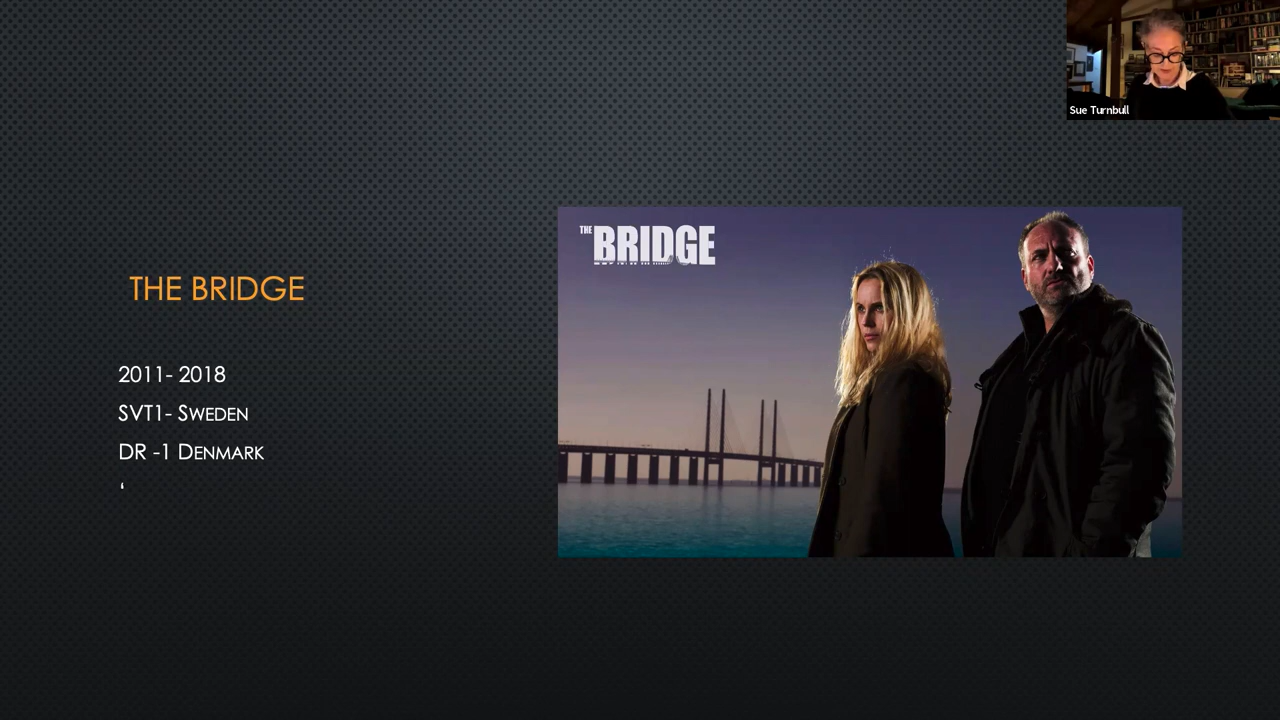 Sue Turnbull
THE BRIDGE
THE BRIDGE
2011- 2018
SVT1- SWEDEN
DR -1 DENMARK
‘